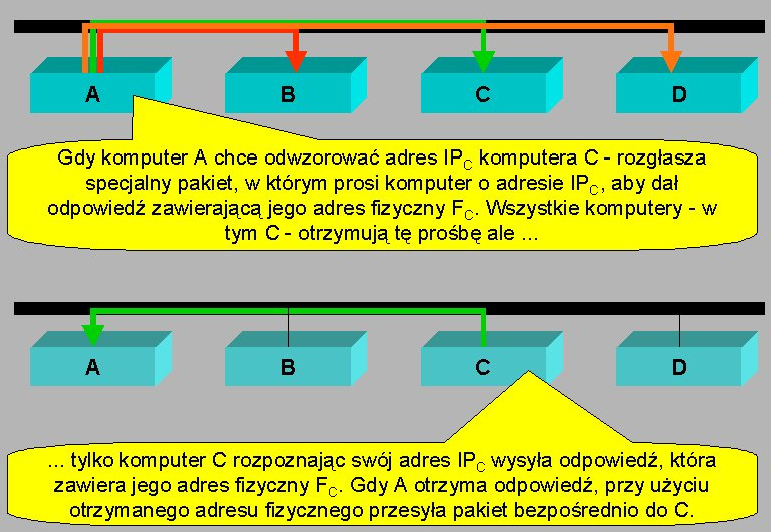 A B C D
Gdy komputer A chce odwzorować adres IPC komputera C - rozgłasza
specjalny pakiet, w którym prosi komputer o adresie IPC, aby dał
odpowiedź zawierającą jego adres fizyczny FC. Wszystkie komputery - w
tym C - otrzymują tę prośbę ale ...
A B C D
... tylko komputer C rozpoznając swój adres IPC wysyła odpowiedź, która
zawiera jego adres fizyczny FC. Gdy A otrzyma odpowiedź, przy użyciu
otrzymanego adresu fizycznego przesyła pakiet bezpośrednio do C.